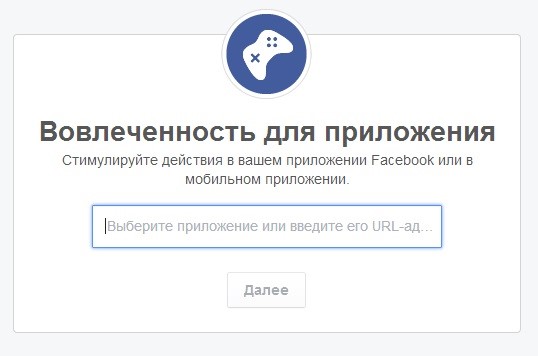 Вовлеченность для приложения
Стимулируйте действия в вашем приложении Facebook или в
мобильном приложении.
Выберите приложение или введите его URL-ад...
Далее